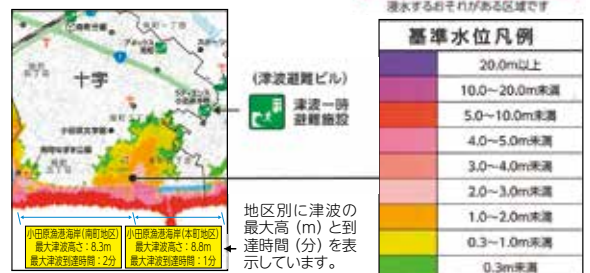 浸水するおそれがある区域です
基準水位凡例
20.0m以上
10.0～20.0m未満
5.0～10.0m未満
4.0～5.0m未満
3.0～4.0m未満
2.0～3.0m未満
1.0～2.0m未満
0.3～1.0m未満
0.3m未満
十字
小田原文学館
(津波避難ビル)
津波一時
避難施設
小田原漁港海岸(南町地区)
最大津波高さ：8.3m
最大津波到達時間：2分
小田原漁港海岸(本町地区)
最大津波高さ：8.8m
最大津波到達時間：1分
地区別に津波の
最大高（m）と到
達時間（分）を表
示しています。